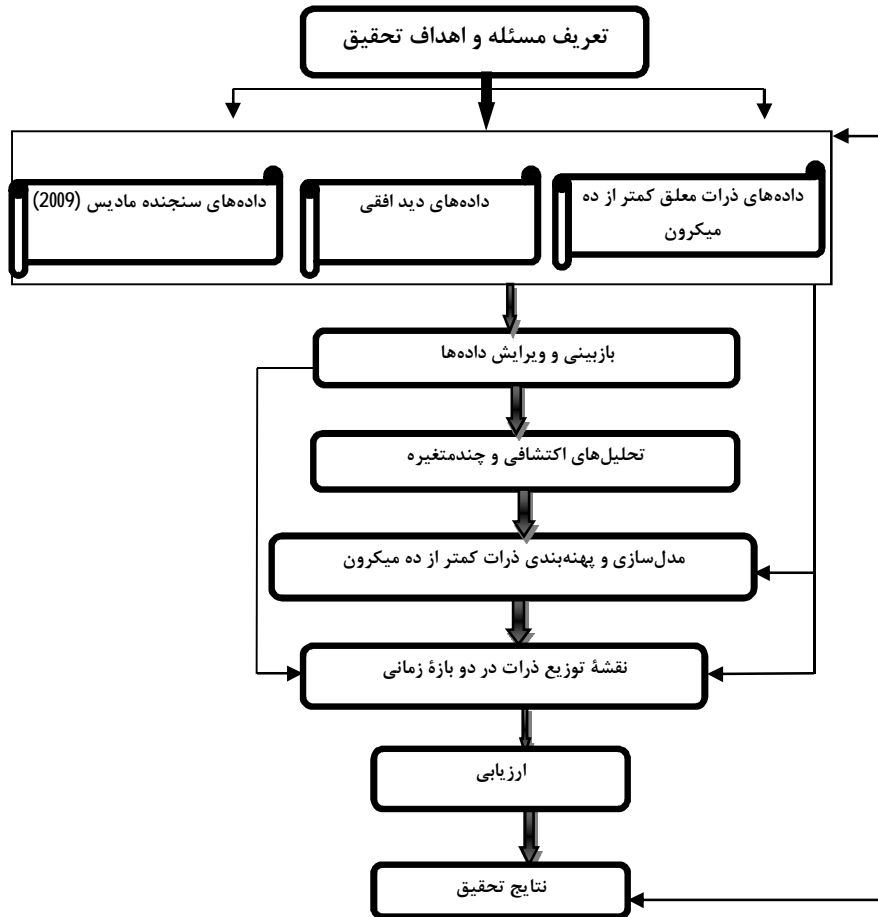 تعریف مسئله و اهداف تحقیق
داده‌های ذرات معلق کمتر از ده
میکرون
داده‌های دید افقی
داده‌های سنجنده مادیس (2009)
بازبینی و ویرایش داده‌ها
تحلیل‌های اکتشافی و چندمتغیره
مدل‌سازی و پهنه‌بندی ذرات کمتر از ده میکرون
نقشهٔ توزیع ذرات در دو بازهٔ زمانی
ارزیابی
نتایج تحقیق